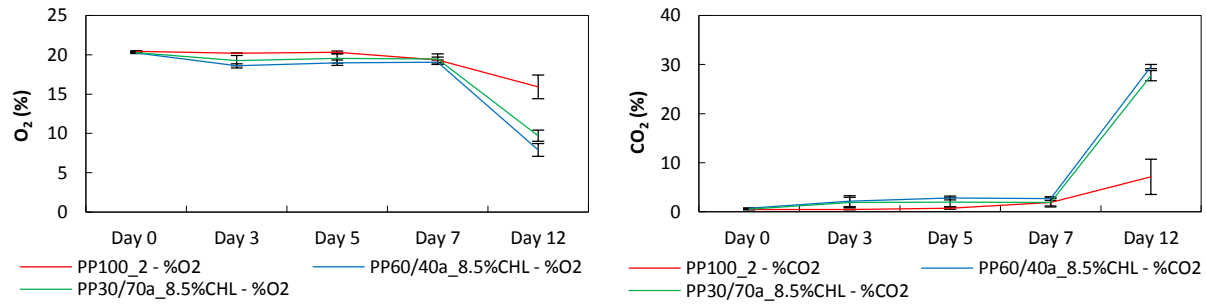 25
20
15
10
5
0
O₂ (%)
Day 0 Day 3 Day 5 Day 7 Day 12
PP100_2 - %O2 PP60/40a_8.5%CHL - %O2
PP30/70a_8.5%CHL - %O2
40
30
20
10
0
CO₂ (%)
Day 0 Day 3 Day 5 Day 7 Day 12
PP100_2 - %CO2 PP60/40a_8.5%CHL - %CO2
PP30/70a_8.5%CHL - %CO2